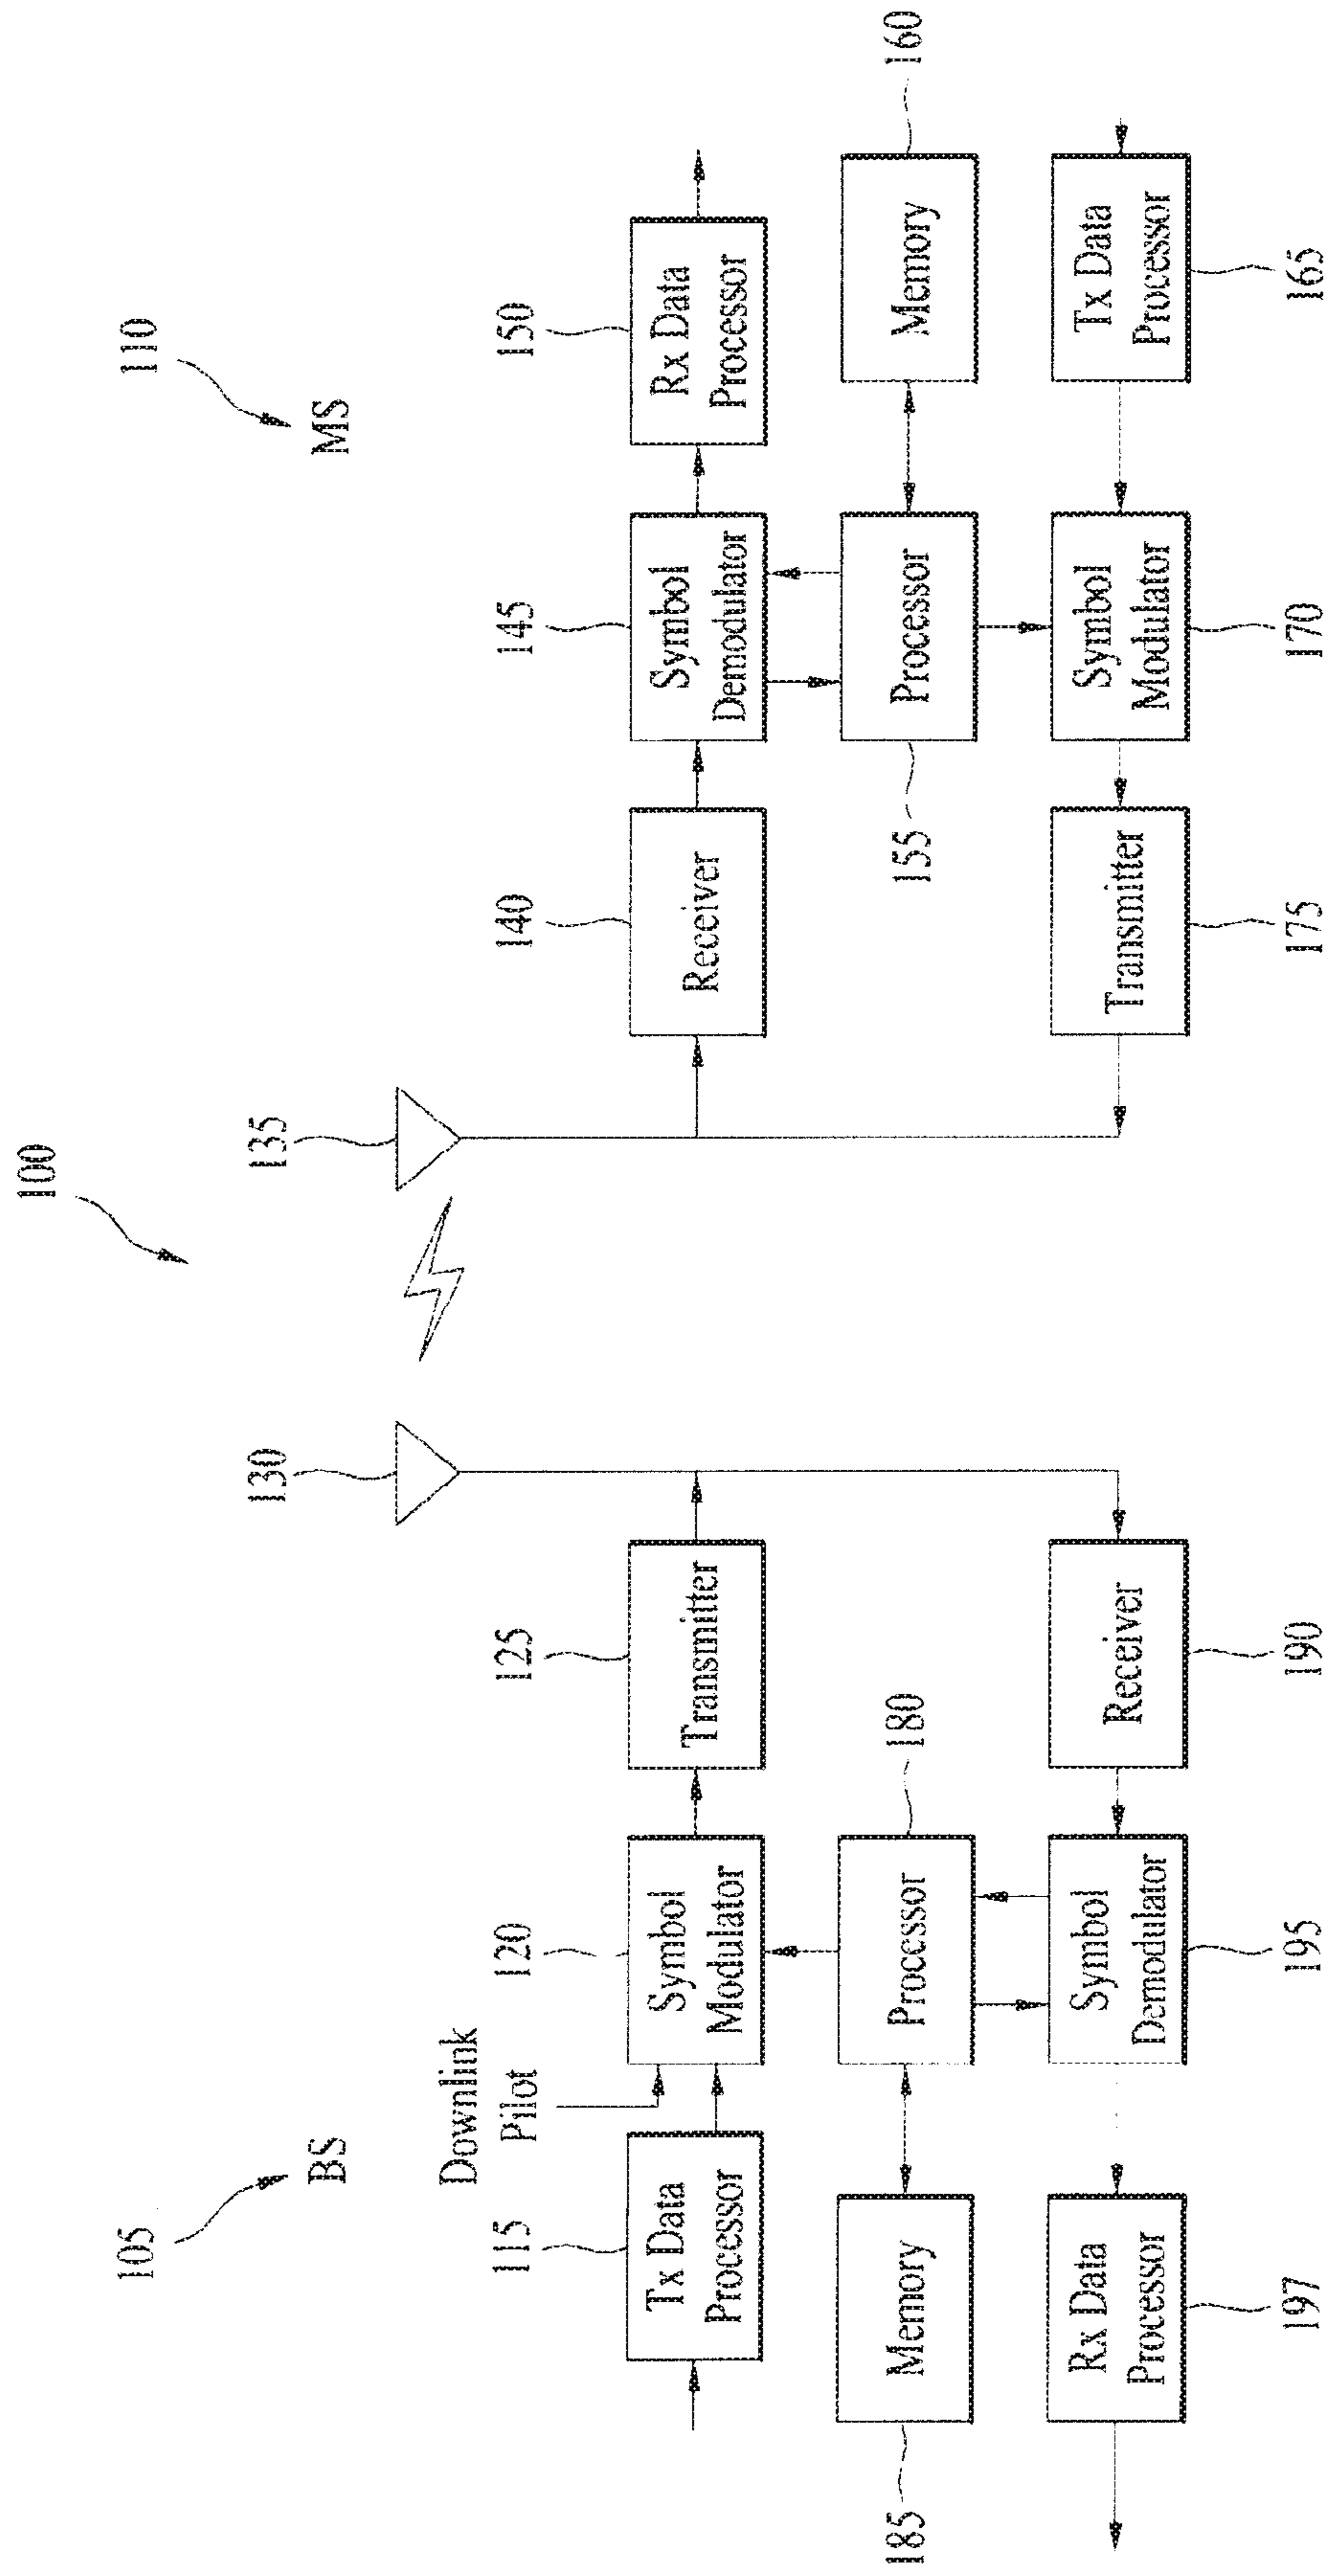 100
105
BS
110
MS
130
135
Downlink
Pilot
115
Tx Data
Processor
120
Symbol
Modulator
125
Transmitter
140
Receiver
145
Symbol
Demodulator
150
Rx Data
Processor
185
Memory
180
Processor
155
Processor
160
Memory
197
Rx Data
Processor
195
Symbol
Demodulator
190
Receiver
175
Transmitter
170
Symbol
Modulator
165
Tx Data
Processor